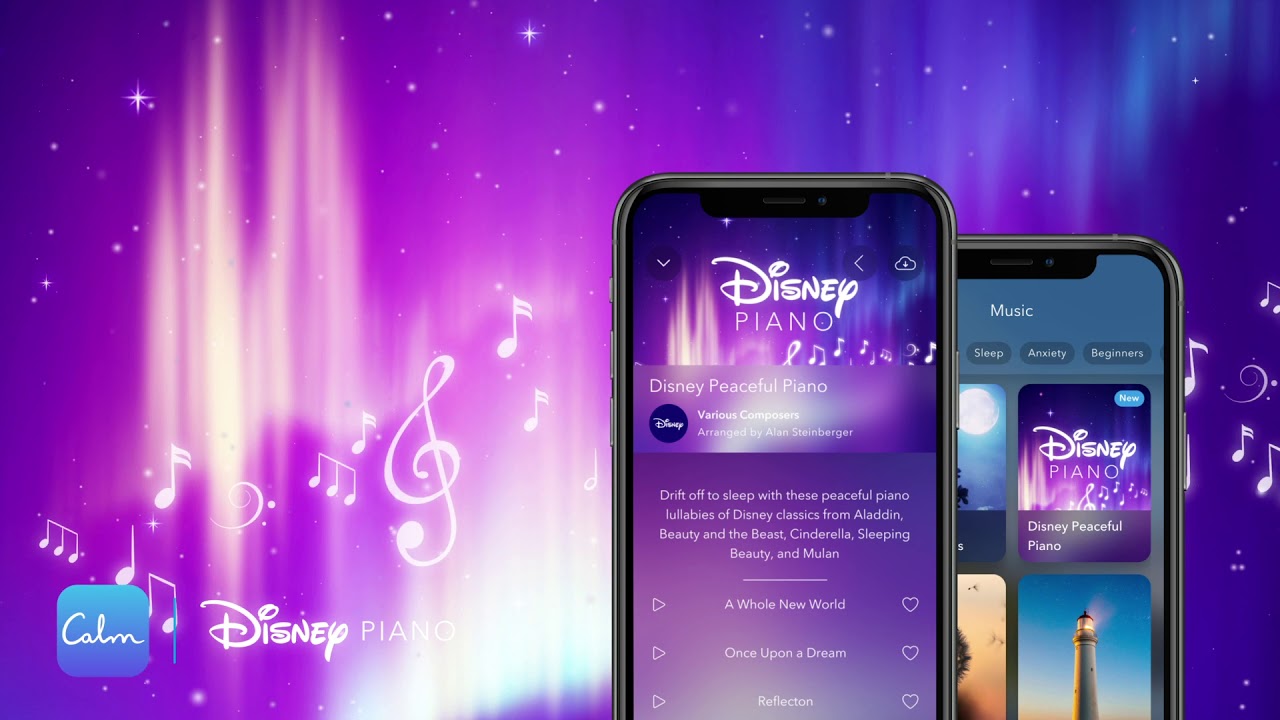 Disney
PIANO
Disney Peaceful Piano
Disney
Various Composers
Arranged by Alan Steinberger
Drift off to sleep with these peaceful piano
lullabies of Disney classics from Aladdin,
Beauty and the Beast, Cinderella, Sleeping
Beauty, and Mulan
A Whole New World
Once Upon a Dream
Reflecton
Music
Sleep
Anxiety
Beginners
New
Disney
PIANO
Disney Peaceful
Piano
s
Calm
Disney PIANO